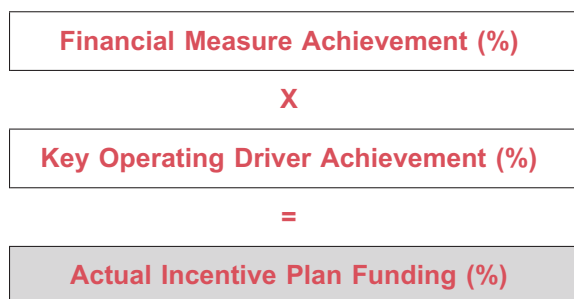 Financial Measure Achievement (%)
X
Key Operating Driver Achievement (%)
=
Actual Incentive Plan Funding (%)